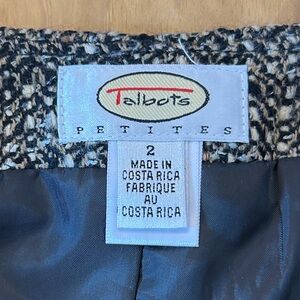 Talbots
PETITES
2
MADE IN
COSTA RICA
FABRIQUE
AU
COSTA RICA